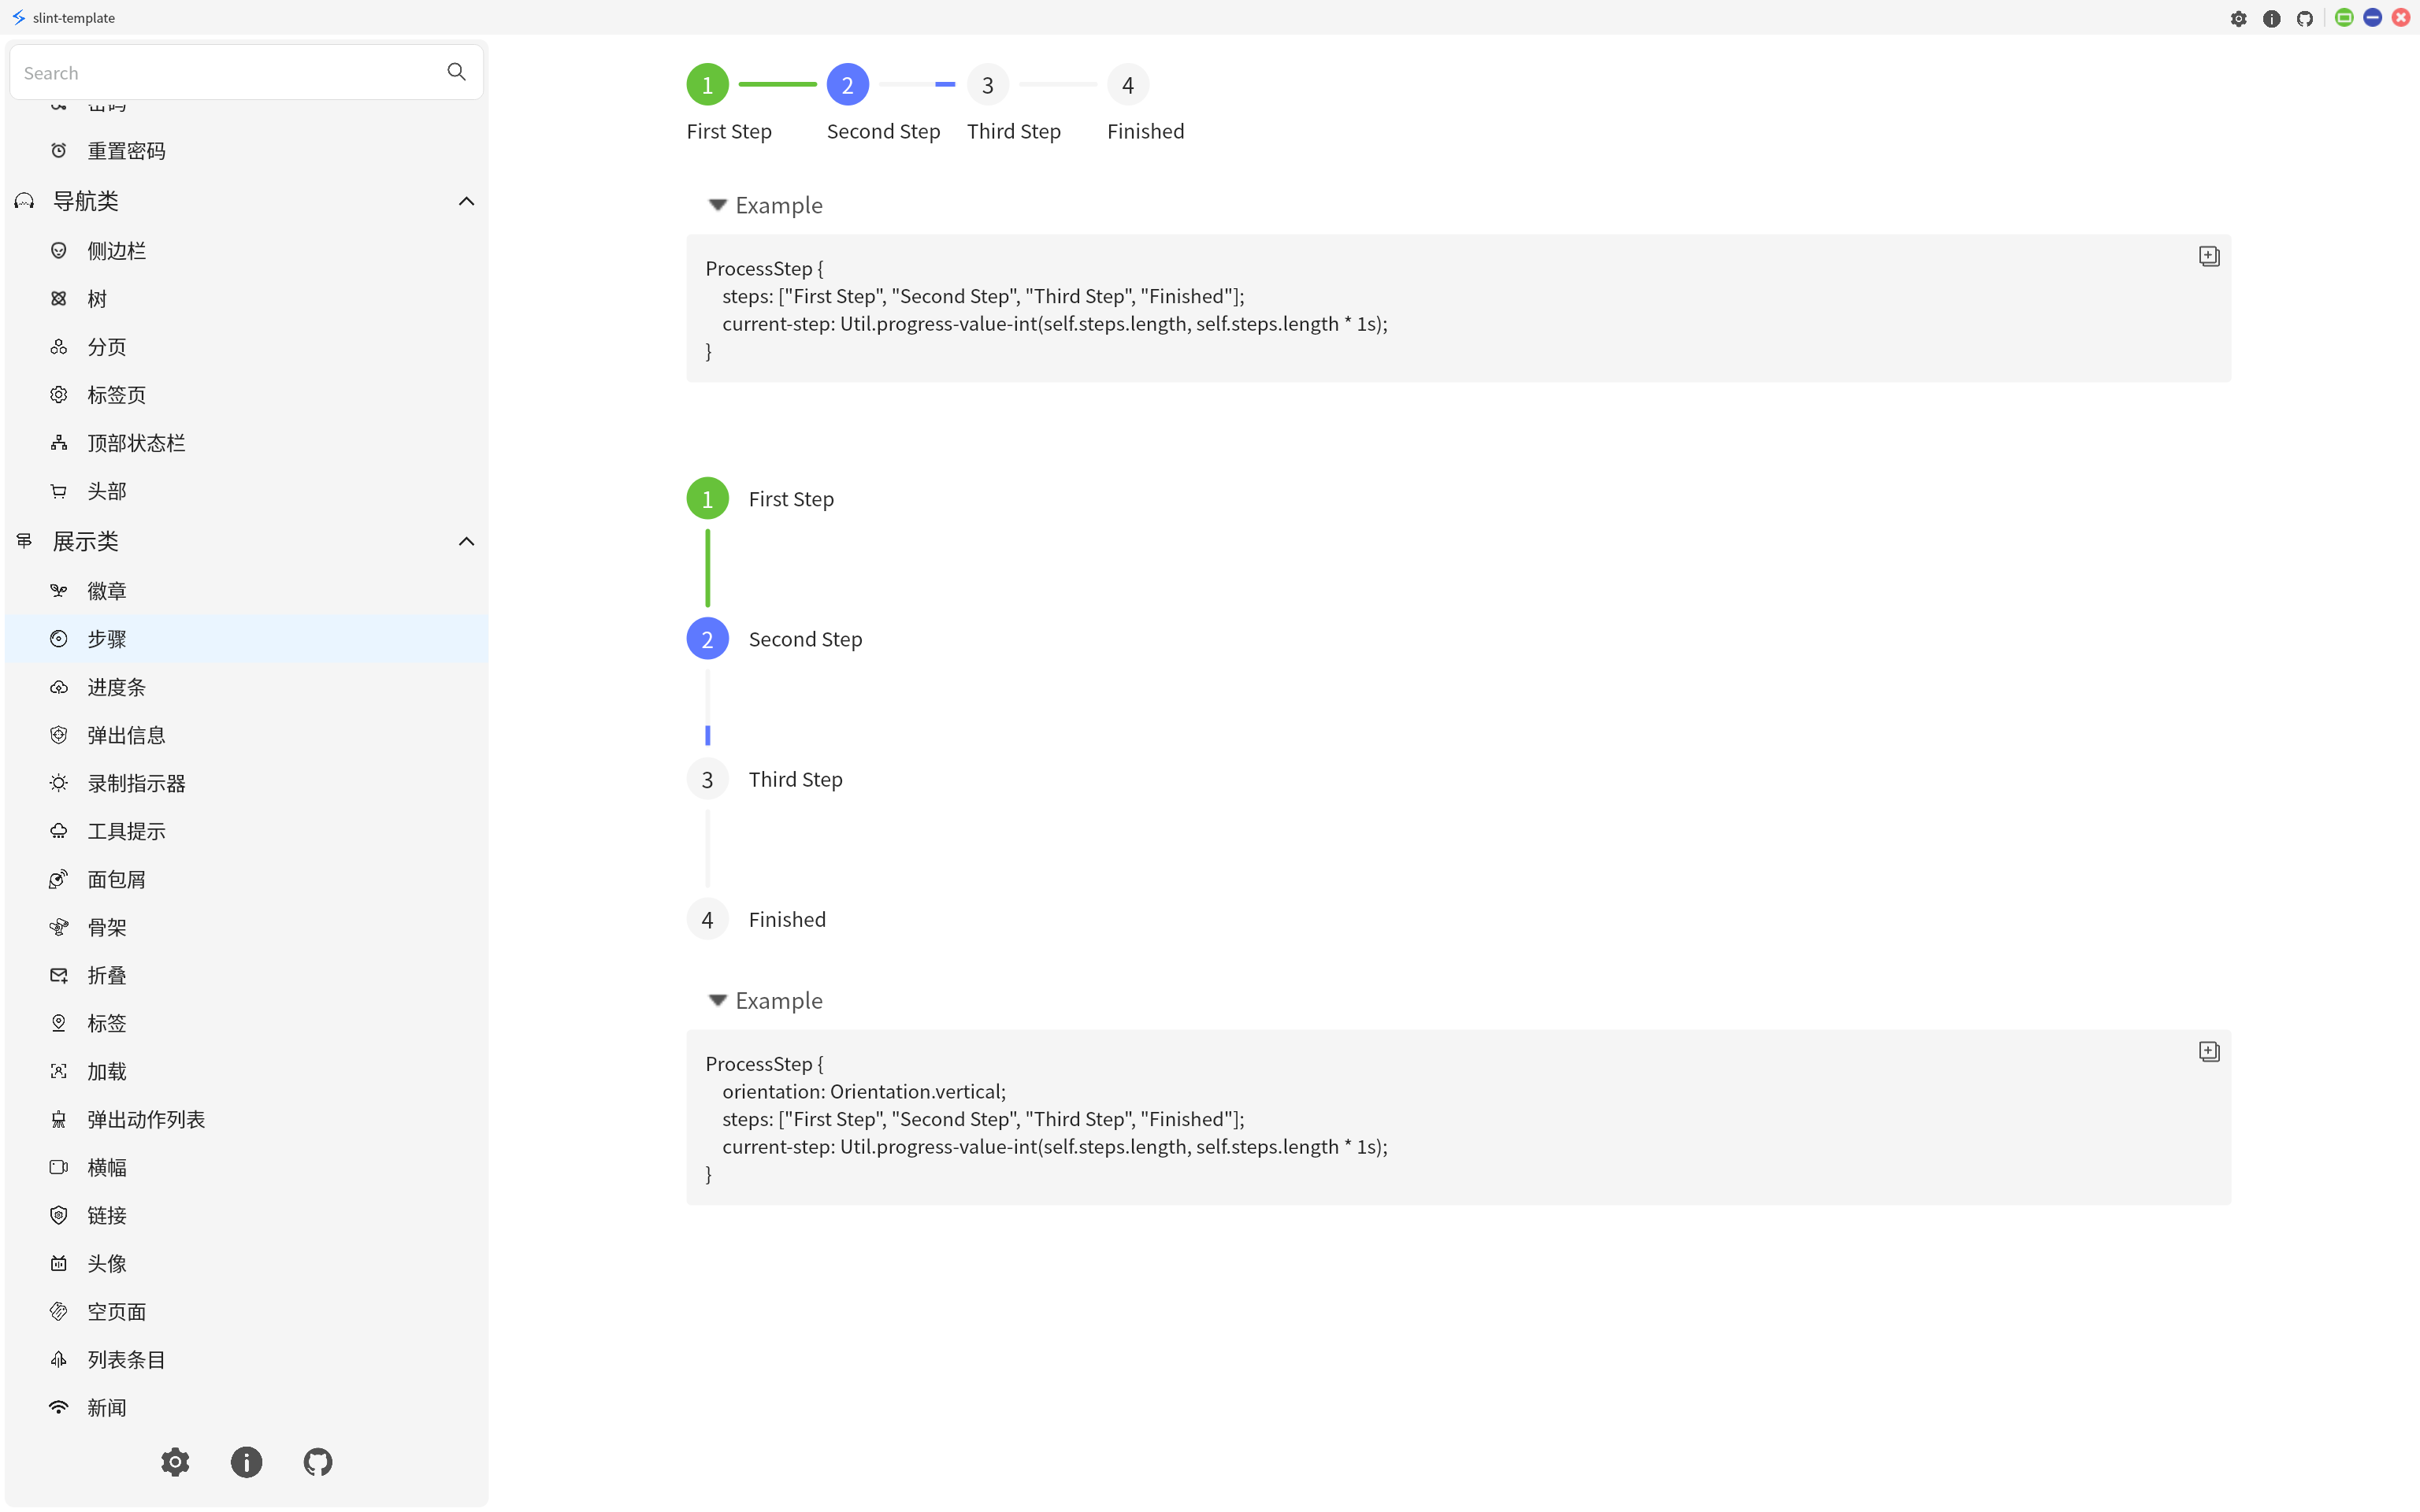 slint-template
Search
密码
重置密码
导航类
侧边栏
树
分页
标签页
顶部状态栏
头部
展示类
徽章
步骤
进度条
弹出信息
录制指示器
工具提示
面包屑
骨架
折叠
标签
加载
弹出动作列表
横幅
链接
头像
空页面
列表条目
新闻
1 2 3 4
First Step Second Step Third Step Finished
Example
ProcessStep {
    steps: ["First Step", "Second Step", "Third Step", "Finished"];
    current-step: Util.progress-value-int(self.steps.length, self.steps.length * 1s);
}
1 First Step
2 Second Step
3 Third Step
4 Finished
Example
ProcessStep {
    orientation: Orientation.vertical;
    steps: ["First Step", "Second Step", "Third Step", "Finished"];
    current-step: Util.progress-value-int(self.steps.length, self.steps.length * 1s);
}